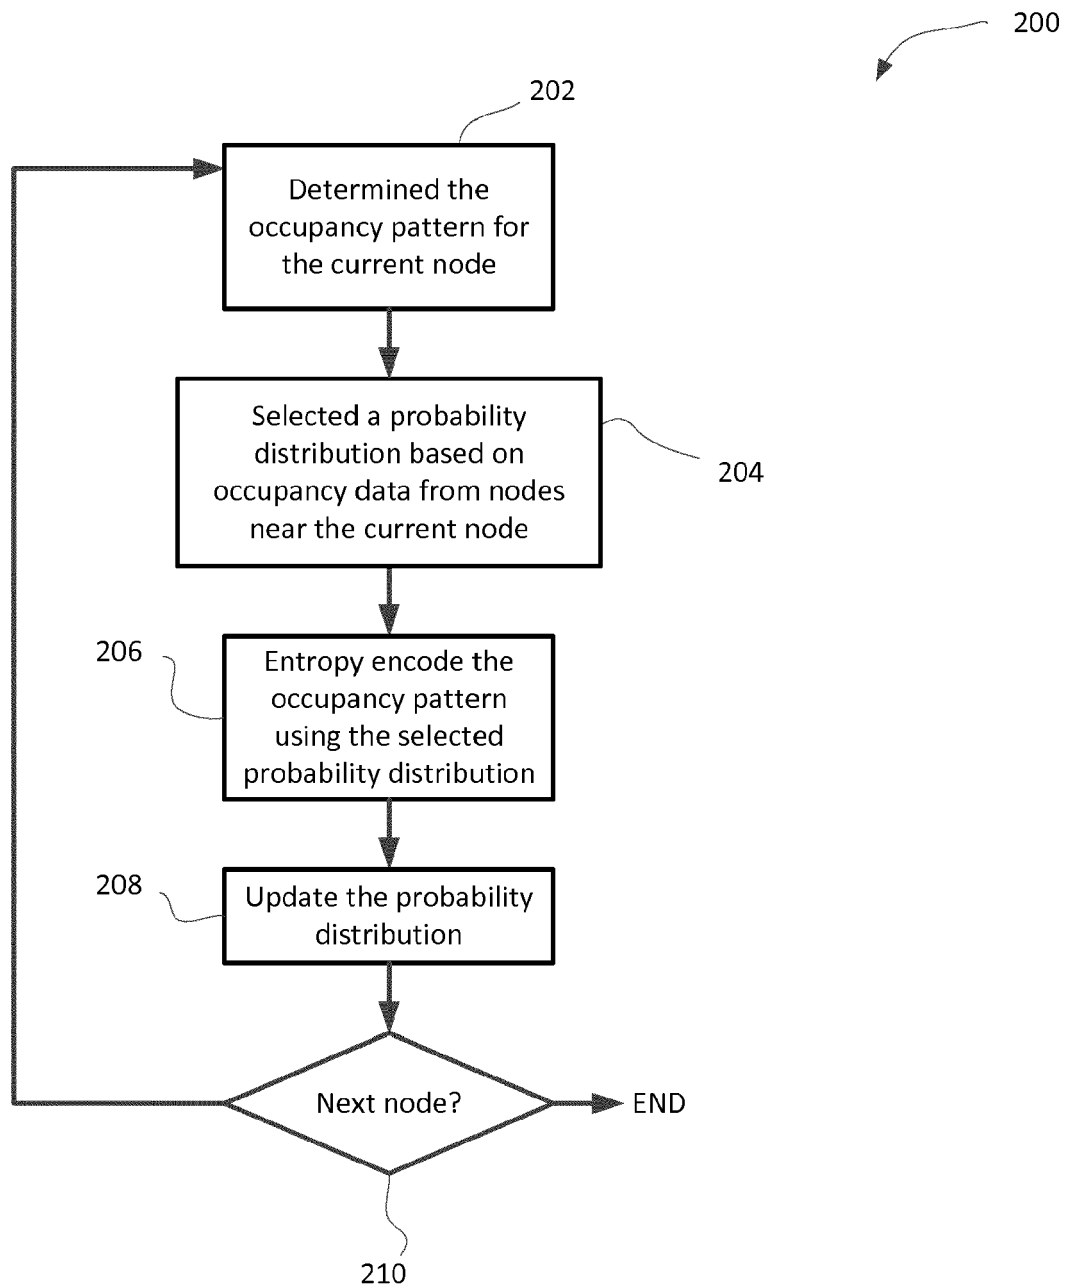 200
202
Determined the
occupancy pattern for
the current node
Selected a probability
distribution based on
occupancy data from nodes
near the current node
204
206
Entropy encode the
occupancy pattern
using the selected
probability distribution
208
Update the probability
distribution
Next node?
END
210